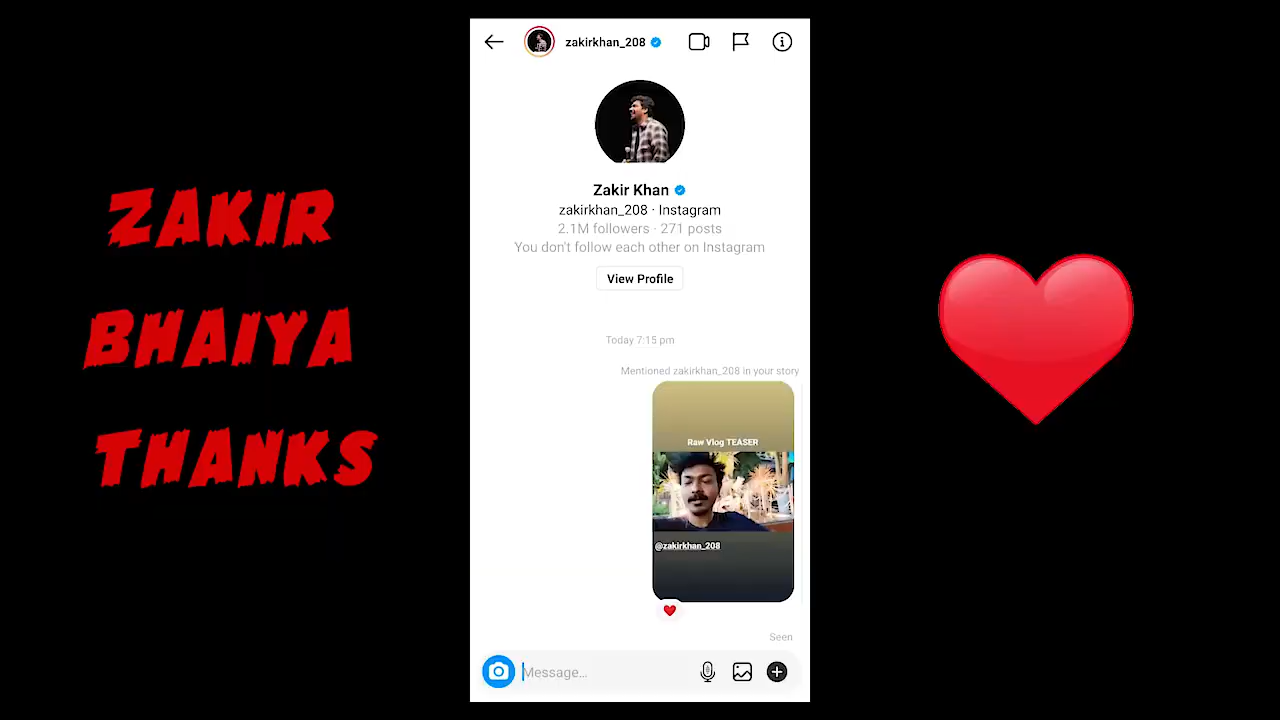 ZAKIR
BHAIYA
THANKS
zakirkhan_208
Zakir Khan
zakirkhan_208 · Instagram
2.1M followers · 271 posts
You don't follow each other on Instagram
View Profile
Today 7:15 pm
Mentioned zakirkhan_208 in your story
Raw Vlog TEASER
@zakirkhan_208
Seen
Message...